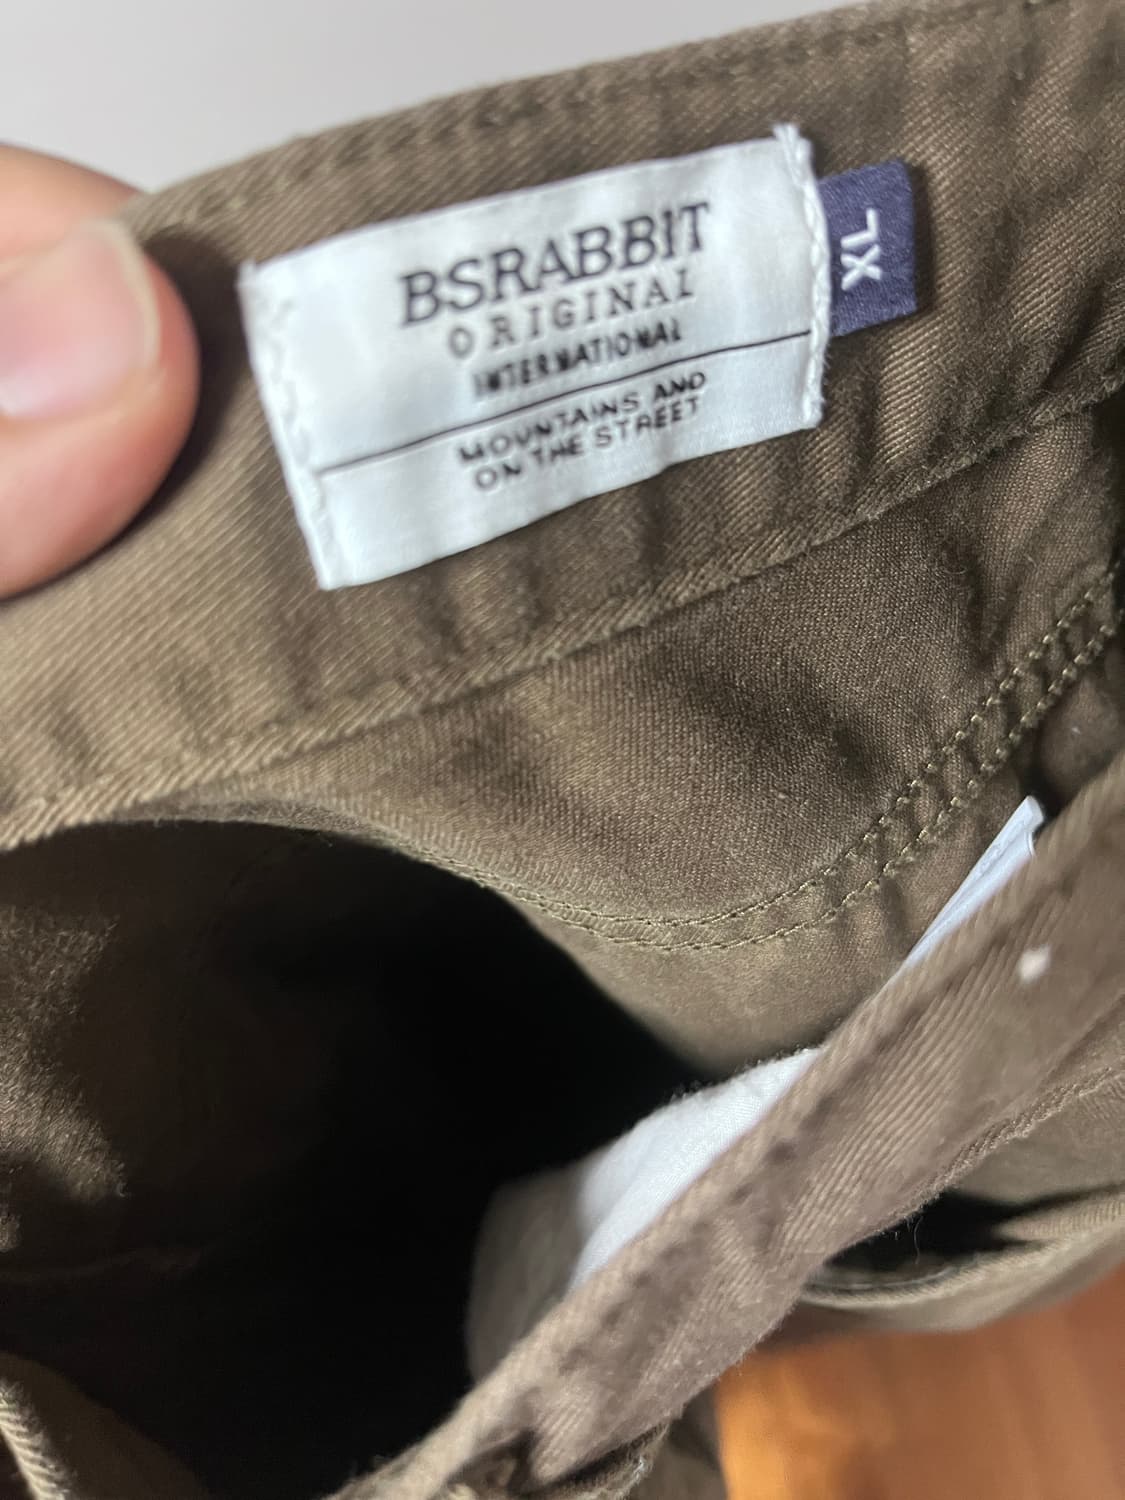 BSRABBIT
ORIGINAL
INTERNATIONAL
MOUNTAINS AND
ON THE STREET
XL